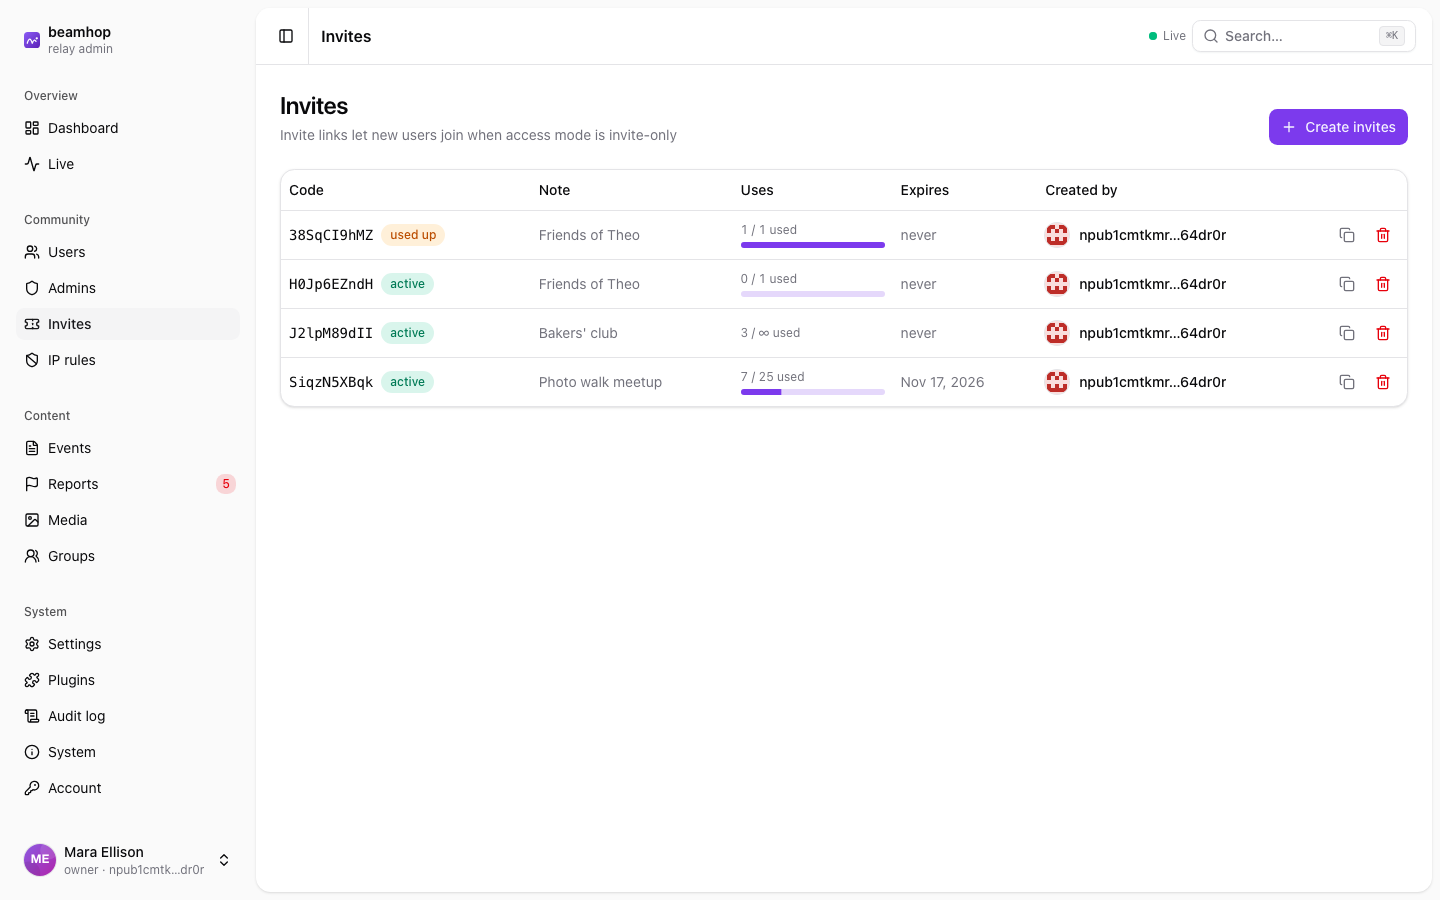 beamhop
relay admin
Overview
Dashboard
Live
Community
Users
Admins
Invites
IP rules
Content
Events
Reports 5
Media
Groups
System
Settings
Plugins
Audit log
System
Account
ME
Mara Ellison
owner · npub1cmtk...dr0r
Invites
Live
Search...
⌘K
Invites
Invite links let new users join when access mode is invite-only
Create invites
Code Note Uses Expires Created by
38SqCI9hMZ used up Friends of Theo 1 / 1 used never npub1cmtkmr...64dr0r
H0Jp6EZndH active Friends of Theo 0 / 1 used never npub1cmtkmr...64dr0r
J2lpM89dII active Bakers' club 3 / ∞ used never npub1cmtkmr...64dr0r
SiqzN5XBqk active Photo walk meetup 7 / 25 used Nov 17, 2026 npub1cmtkmr...64dr0r